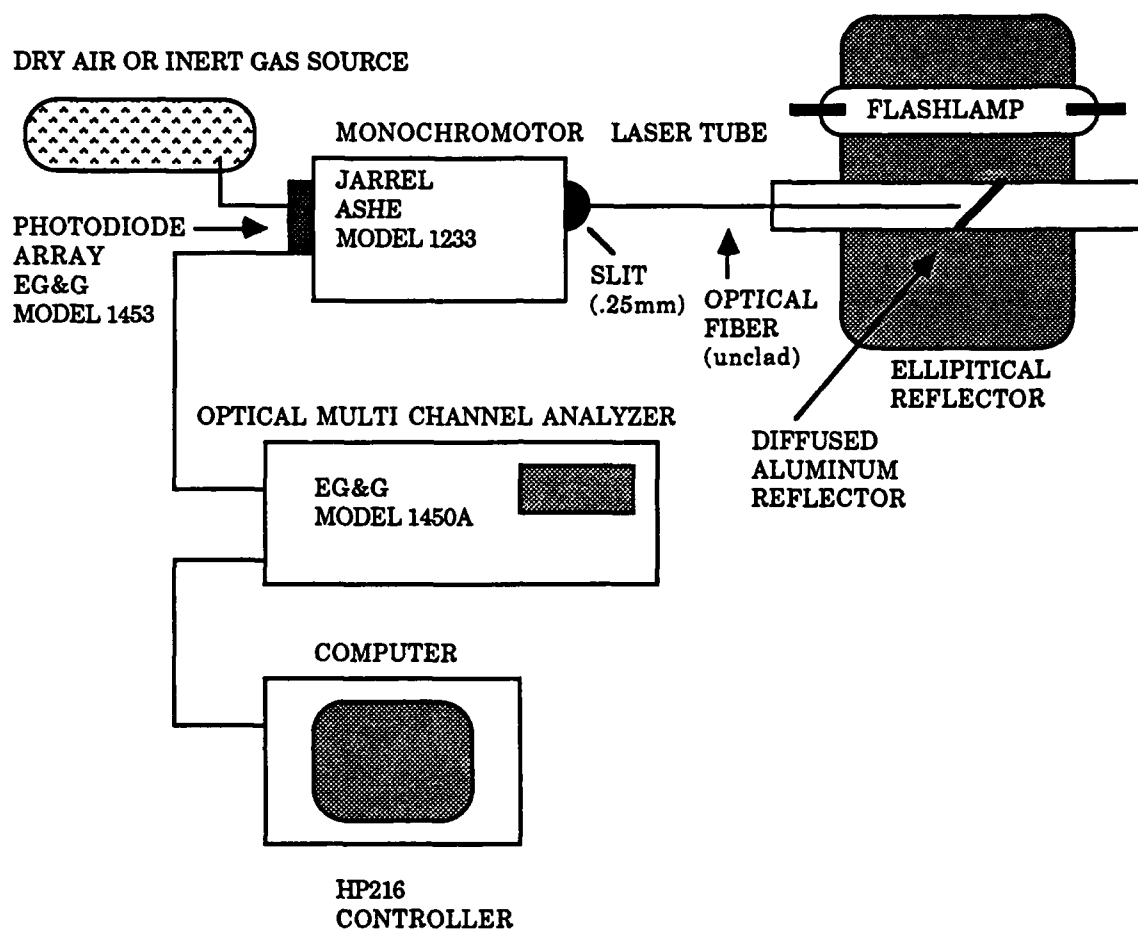 DRY AIR OR INERT GAS SOURCE
FLASHLAMP
MONOCHROMOTOR
LASER TUBE
JARREL
ASHE
MODEL 1233
PHOTODIODE
ARRAY
EG&G
MODEL 1453
SLIT
(.25mm)
OPTICAL
FIBER
(unclad)
ELLIPITICAL
REFLECTOR
DIFFUSED
ALUMINUM
REFLECTOR
OPTICAL MULTI CHANNEL ANALYZER
EG&G
MODEL 1450A
COMPUTER
HP216
CONTROLLER